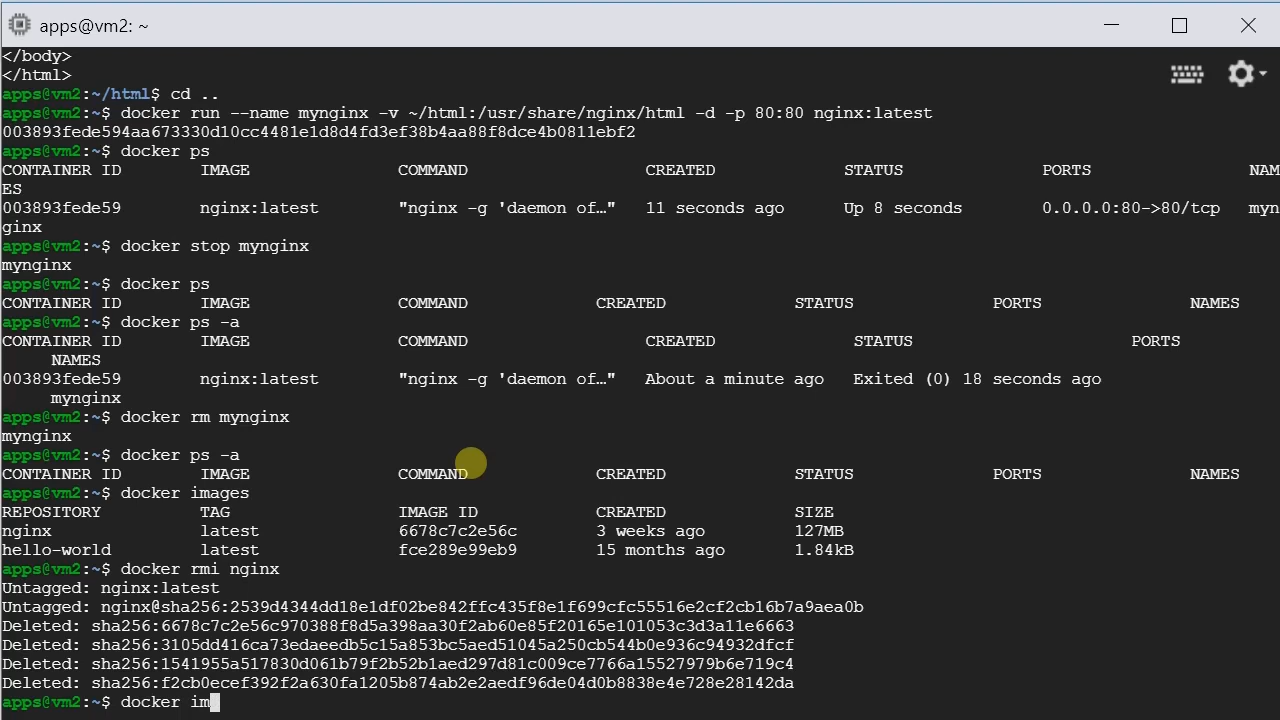 apps@vm2: ~
</body>
</html>
apps@vm2:~/html$ cd ..
apps@vm2:~$ docker run --name mynginx -v ~/html:/usr/share/nginx/html -d -p 80:80 nginx:latest
003893fede594aa673330d10cc4481e1d8d4fd3ef38b4aa88f8dce4b0811ebf2
apps@vm2:~$ docker ps
CONTAINER ID IMAGE COMMAND CREATED STATUS PORTS NAM
ES
003893fede59 nginx:latest "nginx -g 'daemon of…" 11 seconds ago Up 8 seconds 0.0.0.0:80->80/tcp myn
ginx
apps@vm2:~$ docker stop mynginx
mynginx
apps@vm2:~$ docker ps
CONTAINER ID IMAGE COMMAND CREATED STATUS PORTS NAMES
apps@vm2:~$ docker ps -a
CONTAINER ID IMAGE COMMAND CREATED STATUS PORTS
NAMES
003893fede59 nginx:latest "nginx -g 'daemon of…" About a minute ago Exited (0) 18 seconds ago
mynginx
apps@vm2:~$ docker rm mynginx
mynginx
apps@vm2:~$ docker ps -a
CONTAINER ID IMAGE COMMAND CREATED STATUS PORTS NAMES
apps@vm2:~$ docker images
REPOSITORY TAG IMAGE ID CREATED SIZE
nginx latest 6678c7c2e56c 3 weeks ago 127MB
hello-world latest fce289e99eb9 15 months ago 1.84kB
apps@vm2:~$ docker rmi nginx
Untagged: nginx:latest
Untagged: nginx@sha256:2539d4344dd18e1df02be842ffc435f8e1f699cfc55516e2cf2cb16b7a9aea0b
Deleted: sha256:6678c7c2e56c970388f8d5a398aa30f2ab60e85f20165e101053c3d3a11e6663
Deleted: sha256:3105dd416ca73edaeedb5c15a853bc5aed51045a250cb544b0e936c94932dfcf
Deleted: sha256:1541955a517830d061b79f2b52b1aed297d81c009ce7766a15527979b6e719c4
Deleted: sha256:f2cb0ecef392f2a630fa1205b874ab2e2aedf96de04d0b8838e4e728e28142da
apps@vm2:~$ docker im